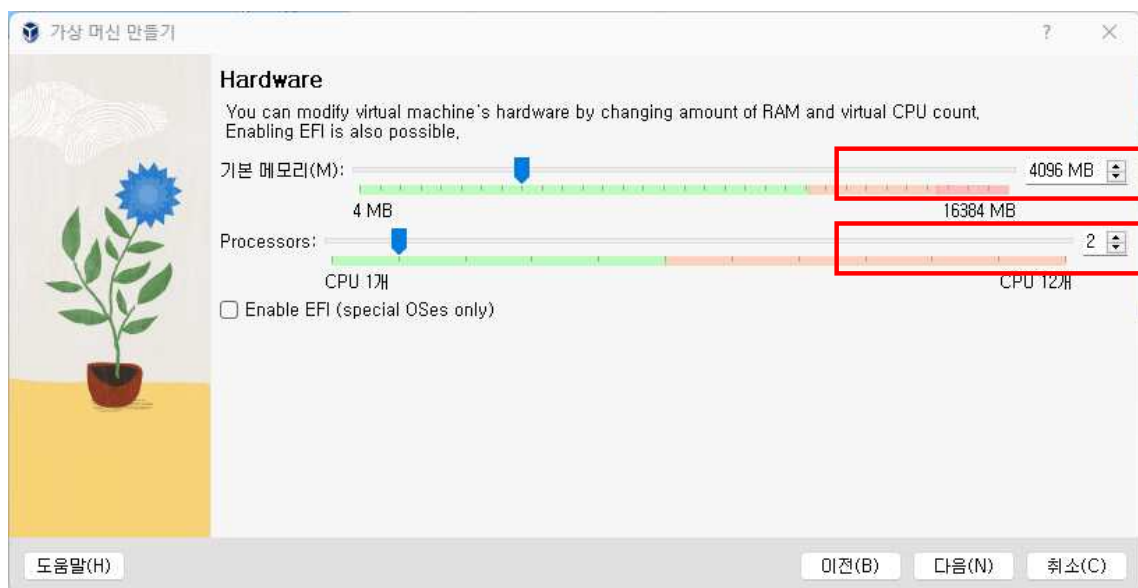 가상 머신 만들기
Hardware
You can modify virtual machine's hardware by changing amount of RAM and virtual CPU count,
Enabling EFI is also possible,
기본 메모리(M): 4096 MB
4 MB 16384 MB
Processors: 2
CPU 1개 CPU 12개
Enable EFI (special OSes only)
도움말(H) 이전(B) 다음(N) 취소(C)